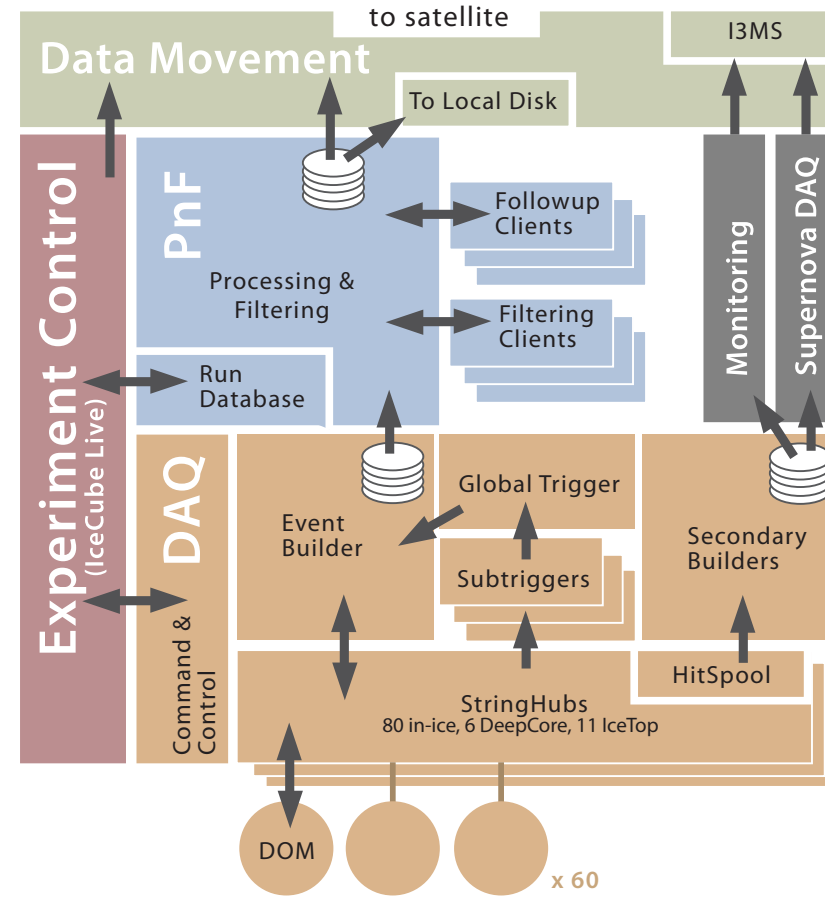 to satellite
Data Movement
I3MS
To Local Disk
Experiment Control
(IceCube Live)
PnF
Processing &
Filtering
Followup
Clients
Filtering
Clients
Monitoring
Supernova DAQ
Run
Database
DAQ
Command &
Control
Event
Builder
Global Trigger
Subtriggers
Secondary
Builders
HitSpool
StringHubs
80 in-ice, 6 DeepCore, 11 IceTop
DOM
x 60